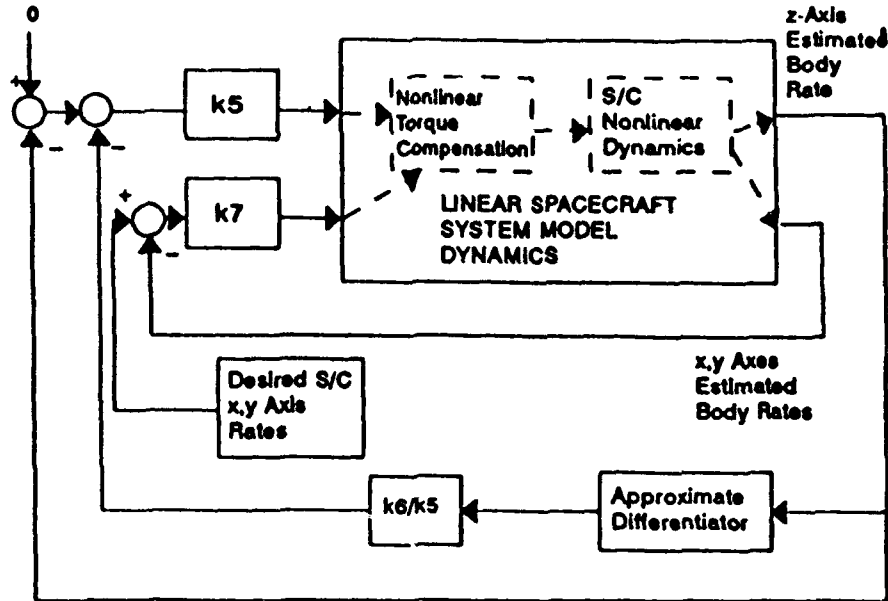 0
z-Axis
Estimated
Body
Rate
+
k5
Nonlinear
Torque
Compensation
S/C
Nonlinear
Dynamics
-
-
+
k7
-
LINEAR SPACECRAFT
SYSTEM MODEL
DYNAMICS
Desired S/C
x,y Axis
Rates
x,y Axes
Estimated
Body Rates
k6/k5
Approximate
Differentiator